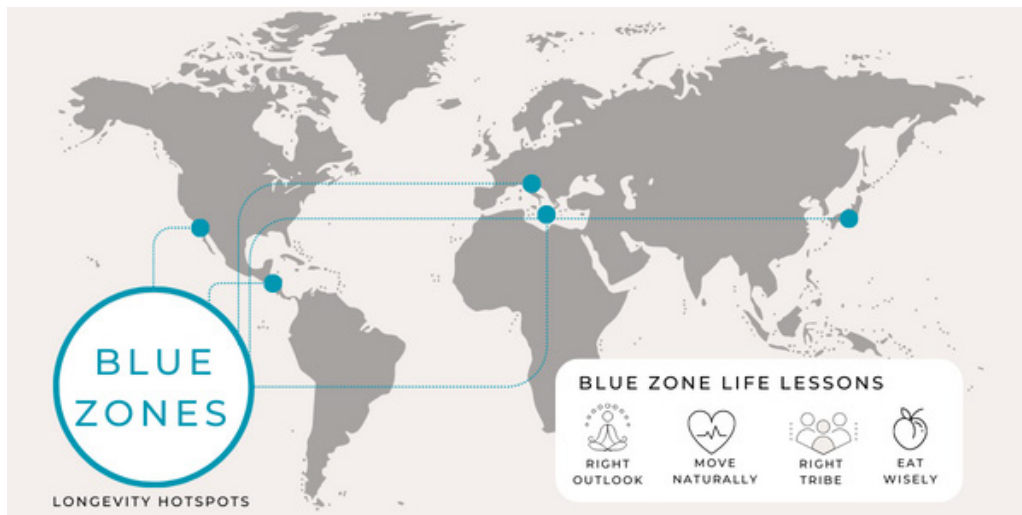 BLUE
ZONES
LONGEVITY HOTSPOTS
BLUE ZONE LIFE LESSONS
RIGHT
OUTLOOK
MOVE
NATURALLY
RIGHT
TRIBE
EAT
WISELY